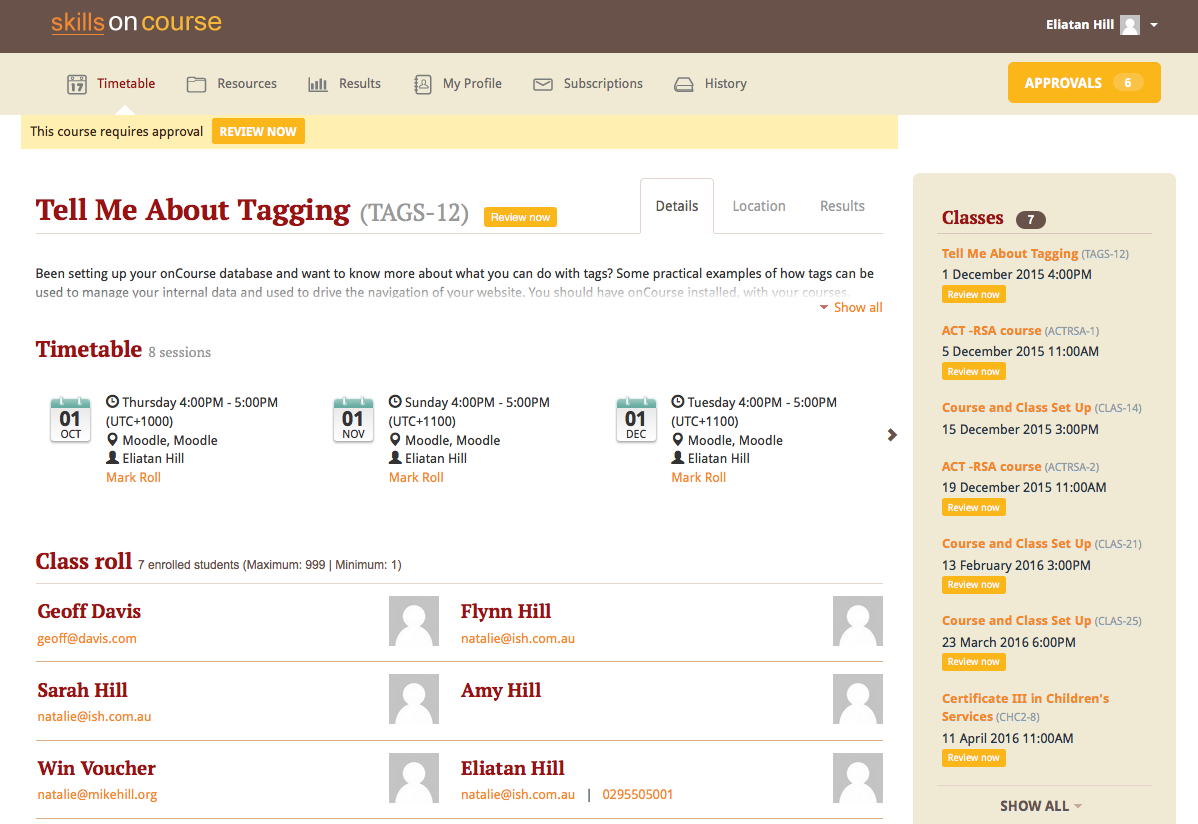 skills on course
Eliatan Hill
17 Timetable Resources Results My Profile Subscriptions History
APPROVALS 6
This course requires approval REVIEW NOW
Tell Me About Tagging (TAGS-12) Review now
Details Location Results
Been setting up your onCourse database and want to know more about what you can do with tags? Some practical examples of how tags can be
used to manage your internal data and used to drive the navigation of your website. You should have onCourse installed, with your courses,
Show all
Timetable 8 sessions
01 OCT
Thursday 4:00PM - 5:00PM
(UTC+1000)
Moodle, Moodle
Eliatan Hill
Mark Roll
01 NOV
Sunday 4:00PM - 5:00PM
(UTC+1100)
Moodle, Moodle
Eliatan Hill
Mark Roll
01 DEC
Tuesday 4:00PM - 5:00PM
(UTC+1100)
Moodle, Moodle
Eliatan Hill
Mark Roll
Class roll 7 enrolled students (Maximum: 999 | Minimum: 1)
Geoff Davis
geoff@davis.com
Flynn Hill
natalie@ish.com.au
Sarah Hill
natalie@ish.com.au
Amy Hill
Win Voucher
natalie@mikehill.org
Eliatan Hill
natalie@ish.com.au | 0295505001
Classes 7
Tell Me About Tagging (TAGS-12)
1 December 2015 4:00PM
Review now
ACT -RSA course (ACTRSA-1)
5 December 2015 11:00AM
Review now
Course and Class Set Up (CLAS-14)
15 December 2015 3:00PM
ACT -RSA course (ACTRSA-2)
19 December 2015 11:00AM
Review now
Course and Class Set Up (CLAS-21)
13 February 2016 3:00PM
Review now
Course and Class Set Up (CLAS-25)
23 March 2016 6:00PM
Review now
Certificate III in Children's
Services (CHC2-8)
11 April 2016 11:00AM
Review now
SHOW ALL